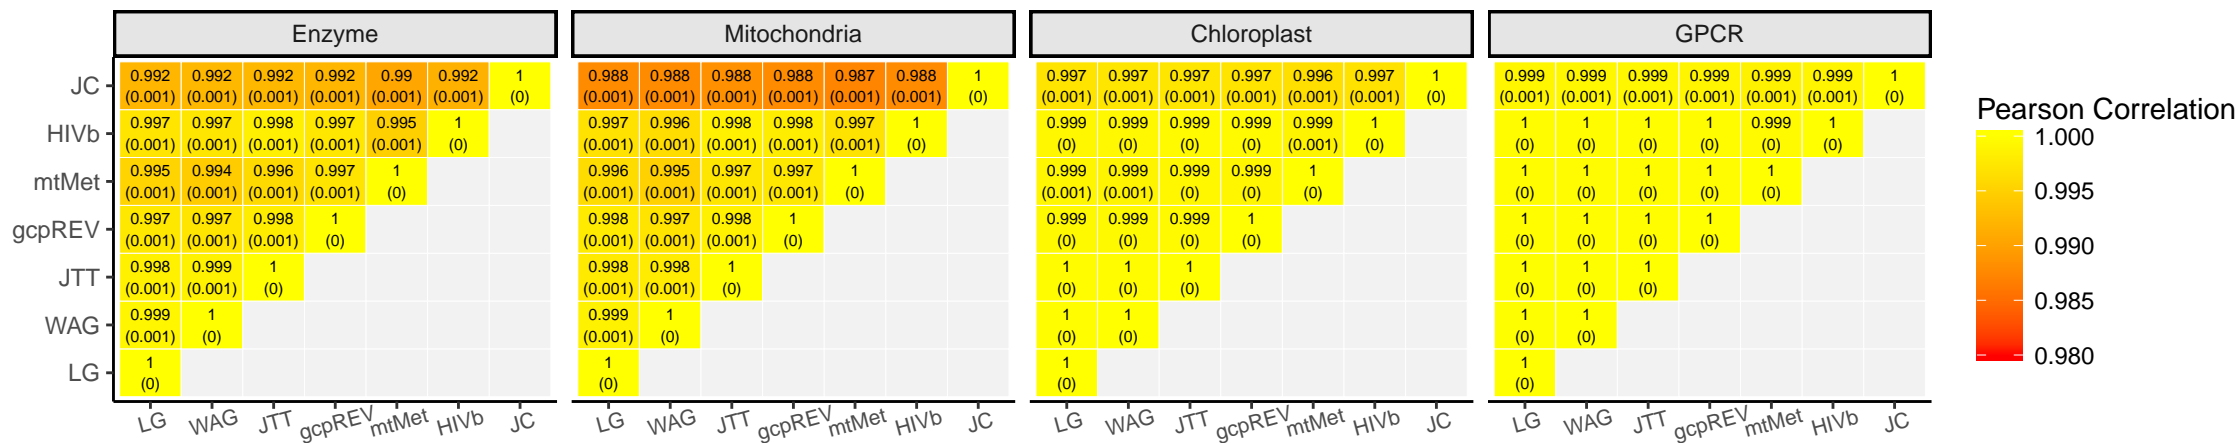 Enzyme Mitochondria Chloroplast GPCR
JC 0.992 0.992 0.992 0.992 0.99 0.992 1 0.988 0.988 0.988 0.988 0.987 0.988 1 0.997 0.997 0.997 0.997 0.996 0.997 1 0.999 0.999 0.999 0.999 0.999 0.999 1
(0.001) (0.001) (0.001) (0.001) (0.001) (0.001) (0) (0.001) (0.001) (0.001) (0.001) (0.001) (0.001) (0) (0.001) (0.001) (0.001) (0.001) (0.001) (0.001) (0) (0.001) (0.001) (0.001) (0.001) (0.001) (0.001) (0)
HIVb 0.997 0.997 0.998 0.997 0.995 1 0.997 0.996 0.998 0.998 0.997 1 0.999 0.999 0.999 0.999 0.999 1 1 1 1 1 0.999 1
(0.001) (0.001) (0.001) (0.001) (0.001) (0) (0.001) (0.001) (0.001) (0.001) (0.001) (0) (0) (0) (0) (0) (0.001) (0) (0) (0) (0) (0) (0) (0)
mtMet 0.995 0.994 0.996 0.997 1 0.996 0.995 0.997 0.997 1 0.999 0.999 0.999 0.999 1 1 1 1 1 1
(0.001) (0.001) (0.001) (0.001) (0) (0.001) (0.001) (0.001) (0.001) (0) (0.001) (0.001) (0) (0) (0) (0) (0) (0) (0) (0)
gcpREV 0.997 0.997 0.998 1 0.998 0.997 0.998 1 0.999 0.999 0.999 1 1 1 1 1
(0.001) (0.001) (0.001) (0) (0.001) (0.001) (0.001) (0) (0) (0) (0) (0) (0) (0) (0) (0)
JTT 0.998 0.999 1 0.998 0.998 1 1 1 1 1 1 1
(0.001) (0.001) (0) (0.001) (0.001) (0) (0) (0) (0) (0) (0) (0)
WAG 0.999 1 0.999 1 1 1 1 1
(0.001) (0) (0.001) (0) (0) (0) (0) (0)
LG 1 1 1 1
(0) (0) (0) (0)
LG WAG JTT gcpREV mtMet HIVb JC LG WAG JTT gcpREV mtMet HIVb JC LG WAG JTT gcpREV mtMet HIVb JC LG WAG JTT gcpREV mtMet HIVb JC
Pearson Correlation
1.000
0.995
0.990
0.985
0.980